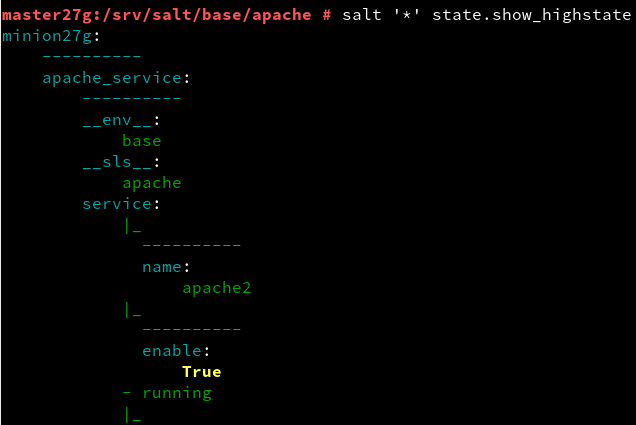 master27g:/srv/salt/base/apache # salt '*' state.show_highstate
minion27g:
    ----------
    apache_service:
        ----------
        __env__:
            base
        __sls__:
            apache
        service:
            |_
              ----------
              name:
                  apache2
            |_
              ----------
              enable:
                  True
            - running
            |_